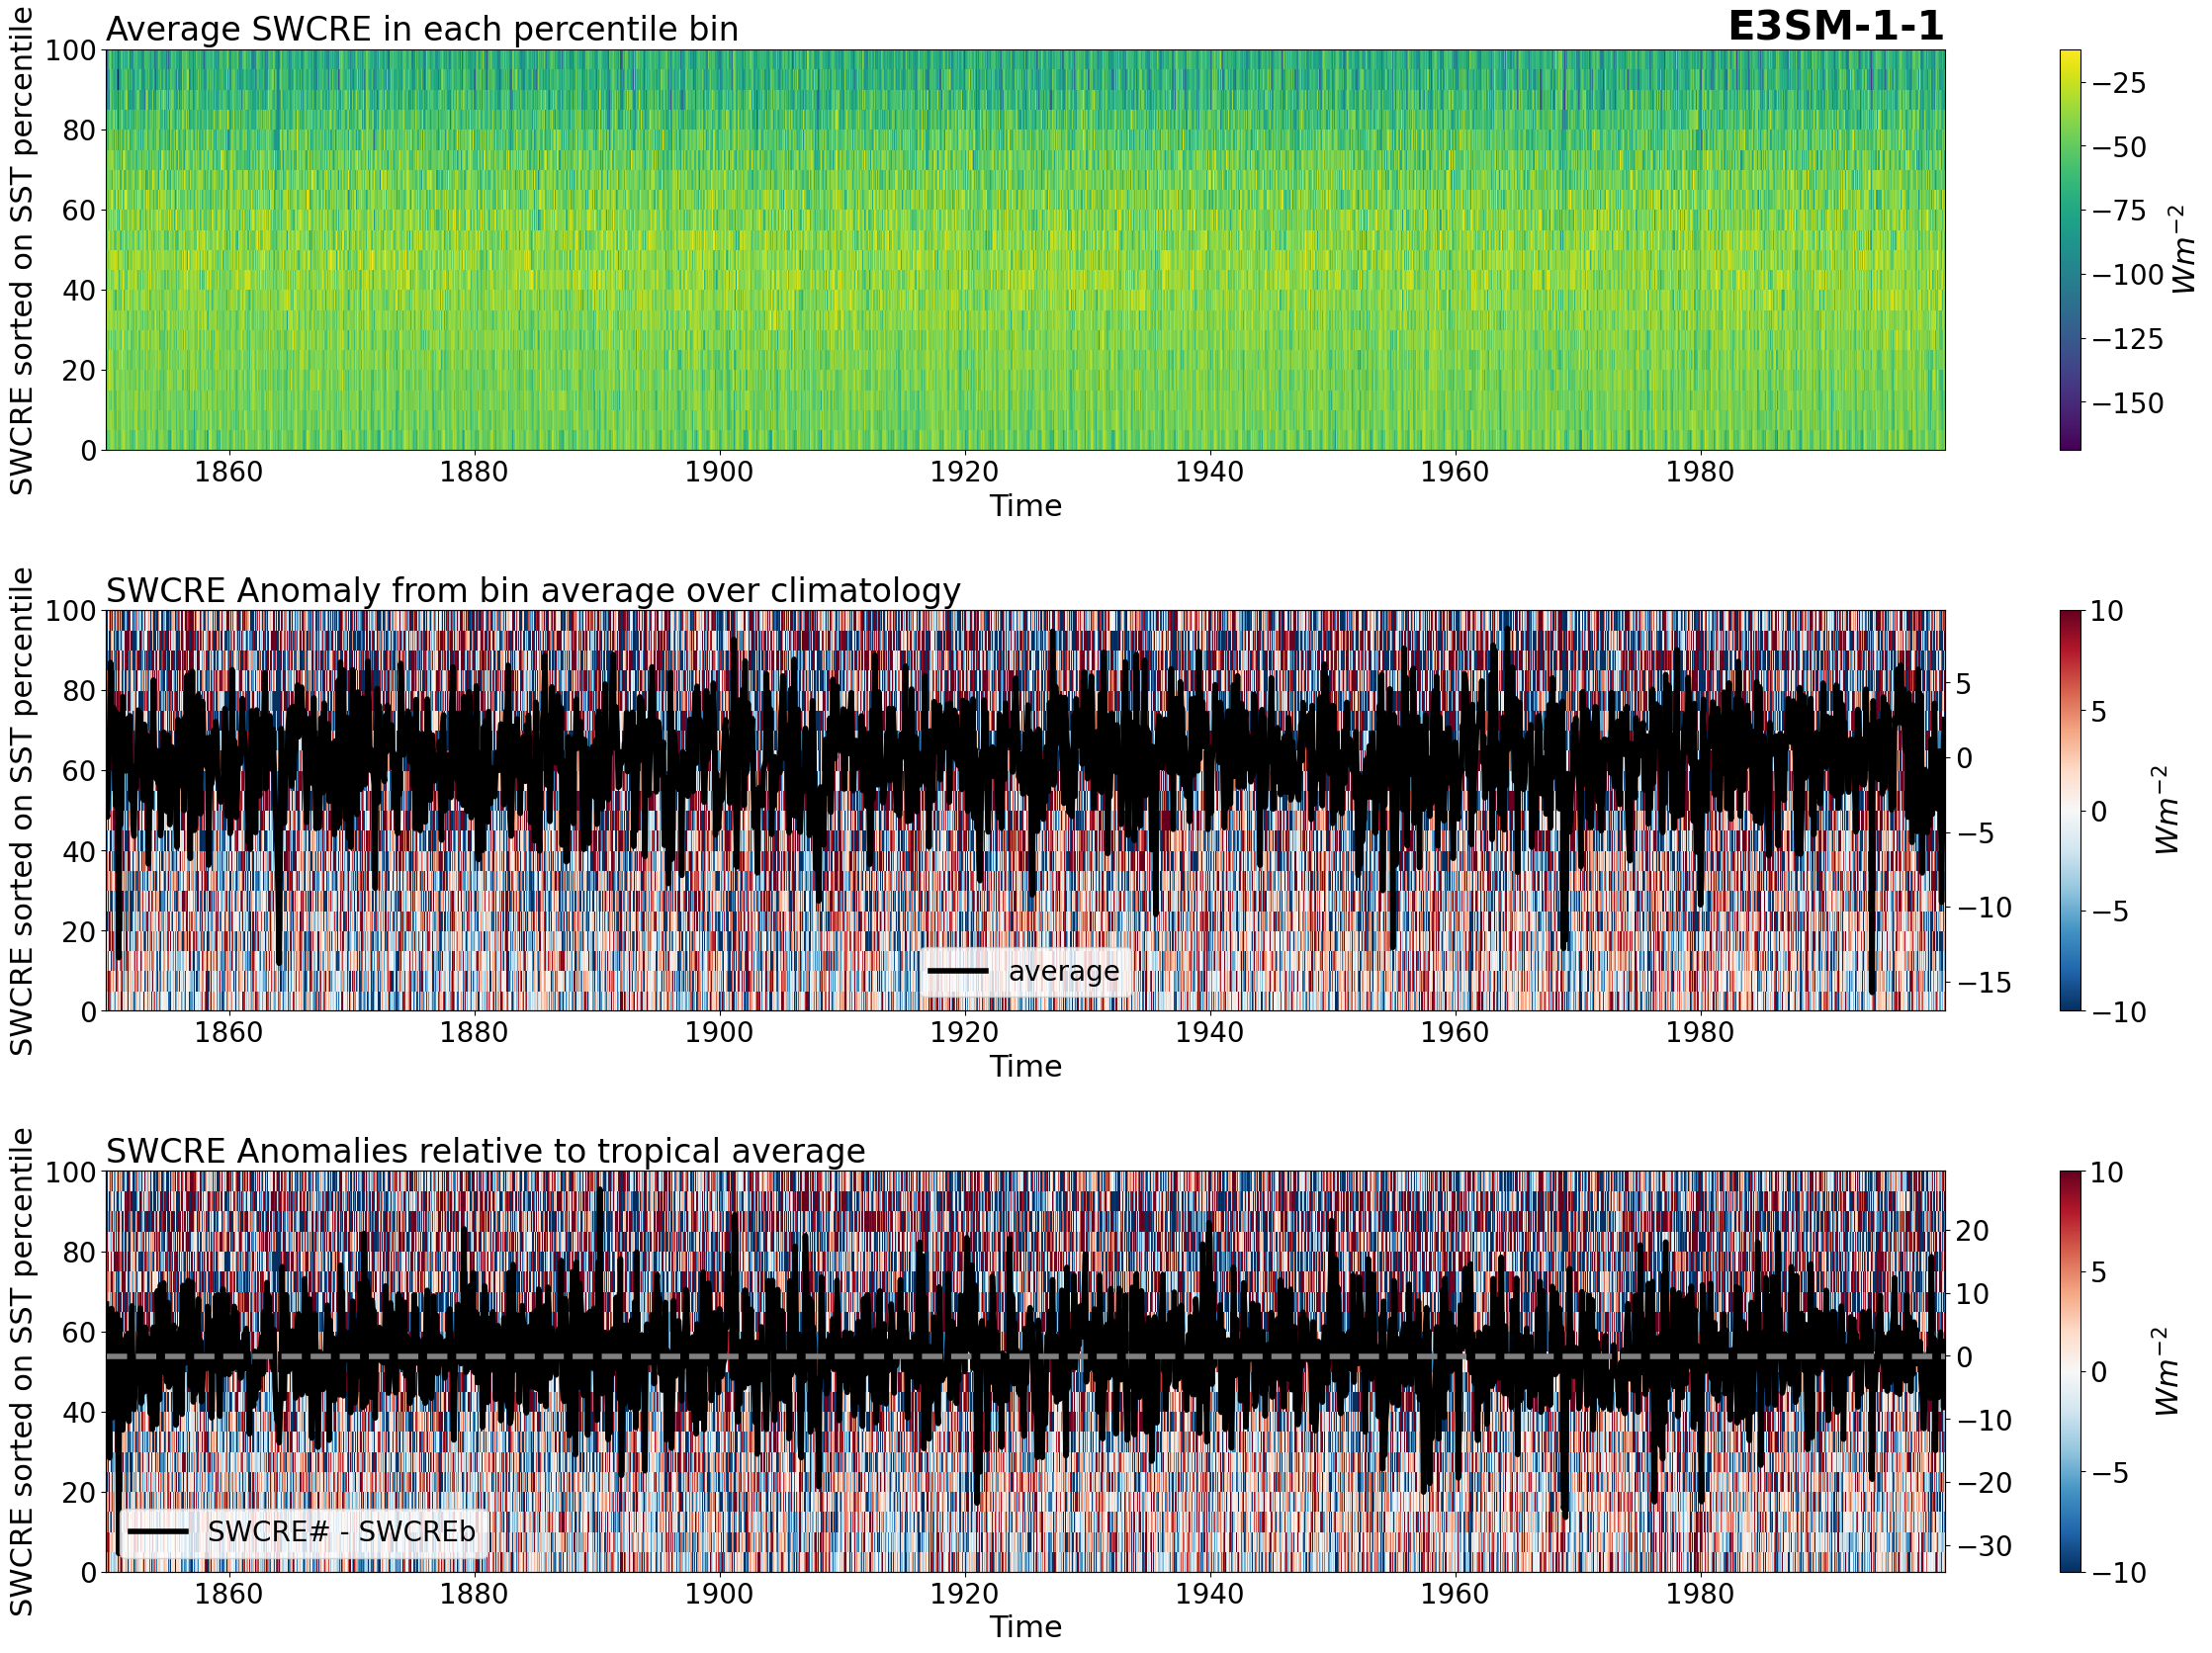 Average SWCRE in each percentile bin
E3SM-1-1
SWCRE sorted on SST percentile
100
80
60
40
20
0
1860 1880 1900 1920 1940 1960 1980
Time
−25
−50
−75
−100
−125
−150
Wm⁻²
SWCRE Anomaly from bin average over climatology
SWCRE sorted on SST percentile
100
80
60
40
20
0
1860 1880 1900 1920 1940 1960 1980
Time
average
5
0
−5
−10
−15
10
5
0
−5
−10
Wm⁻²
SWCRE Anomalies relative to tropical average
SWCRE sorted on SST percentile
100
80
60
40
20
0
1860 1880 1900 1920 1940 1960 1980
Time
SWCRE# - SWCREb
20
10
0
−10
−20
−30
10
5
0
−5
−10
Wm⁻²